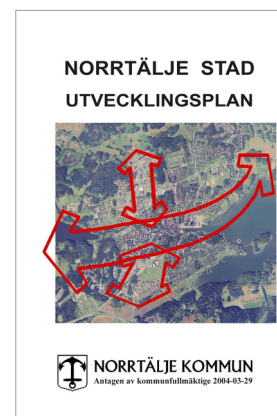 NORRTÄLJE STAD
UTVECKLINGSPLAN
NORRTÄLJE KOMMUN
Antagen av kommunfullmäktige 2004-03-29